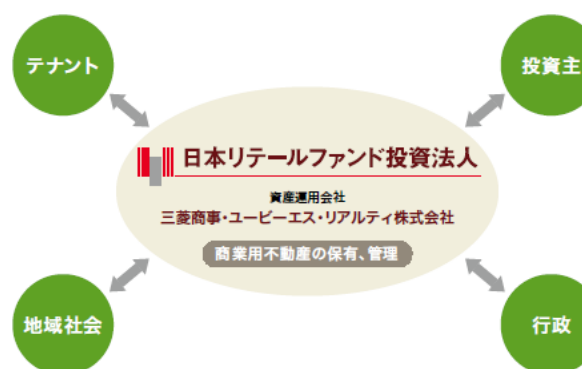 テナント
投資主
日本リテールファンド投資法人
資産運用会社
三菱商事・ユービーエス・リアルティ株式会社
商業用不動産の保有、管理
地域社会
行政